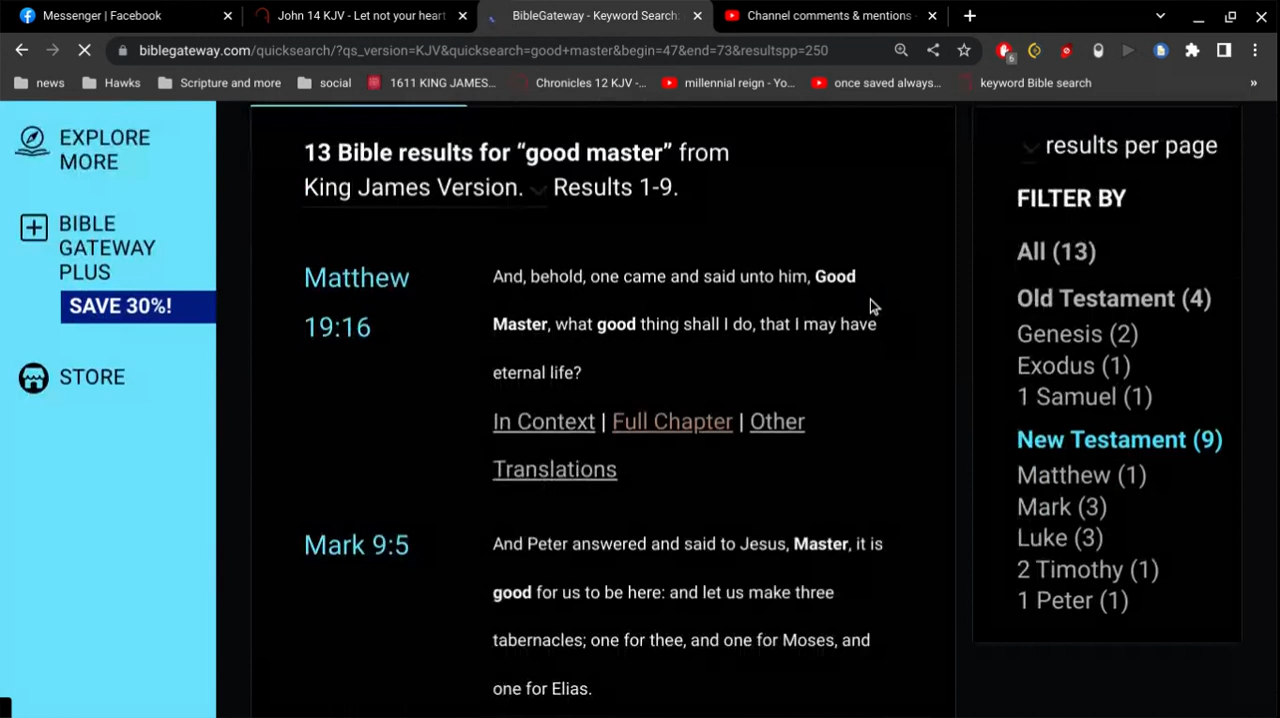 Messenger | Facebook
John 14 KJV - Let not your heart
BibleGateway - Keyword Search:
Channel comments & mentions -
biblegateway.com/quicksearch/?qs_version=KJV&quicksearch=good+master&begin=47&end=73&resultspp=250
6
news
Hawks
Scripture and more
social
1611 KING JAMES...
Chronicles 12 KJV -...
millennial reign - Yo...
once saved always...
keyword Bible search
»
EXPLORE
MORE
BIBLE
GATEWAY
PLUS
SAVE 30%!
STORE
13 Bible results for “good master” from
King James Version. Results 1-9.
Matthew
19:16
And, behold, one came and said unto him, Good
Master, what good thing shall I do, that I may have
eternal life?
In Context | Full Chapter | Other
Translations
Mark 9:5
And Peter answered and said to Jesus, Master, it is
good for us to be here: and let us make three
tabernacles; one for thee, and one for Moses, and
one for Elias.
results per page
FILTER BY
All (13)
Old Testament (4)
Genesis (2)
Exodus (1)
1 Samuel (1)
New Testament (9)
Matthew (1)
Mark (3)
Luke (3)
2 Timothy (1)
1 Peter (1)